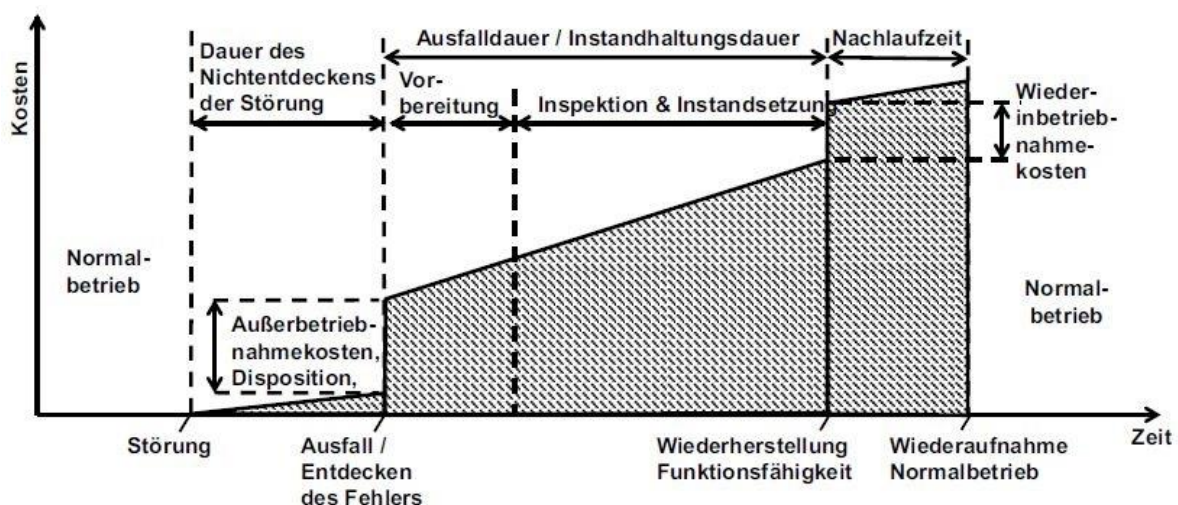 Kosten
Dauer des
Nichtentdeckens
der Störung
Ausfalldauer / Instandhaltungsdauer
Nachlaufzeit
Vor-
bereitung
Inspektion & Instandsetzung
Wieder-
inbetrieb-
nahme-
kosten
Normal-
betrieb
Außerbetrieb-
nahmekosten,
Disposition,
Normal-
betrieb
Störung
Ausfall /
Entdecken
des Fehlers
Wiederherstellung
Funktionsfähigkeit
Wiederaufnahme
Normalbetrieb
Zeit